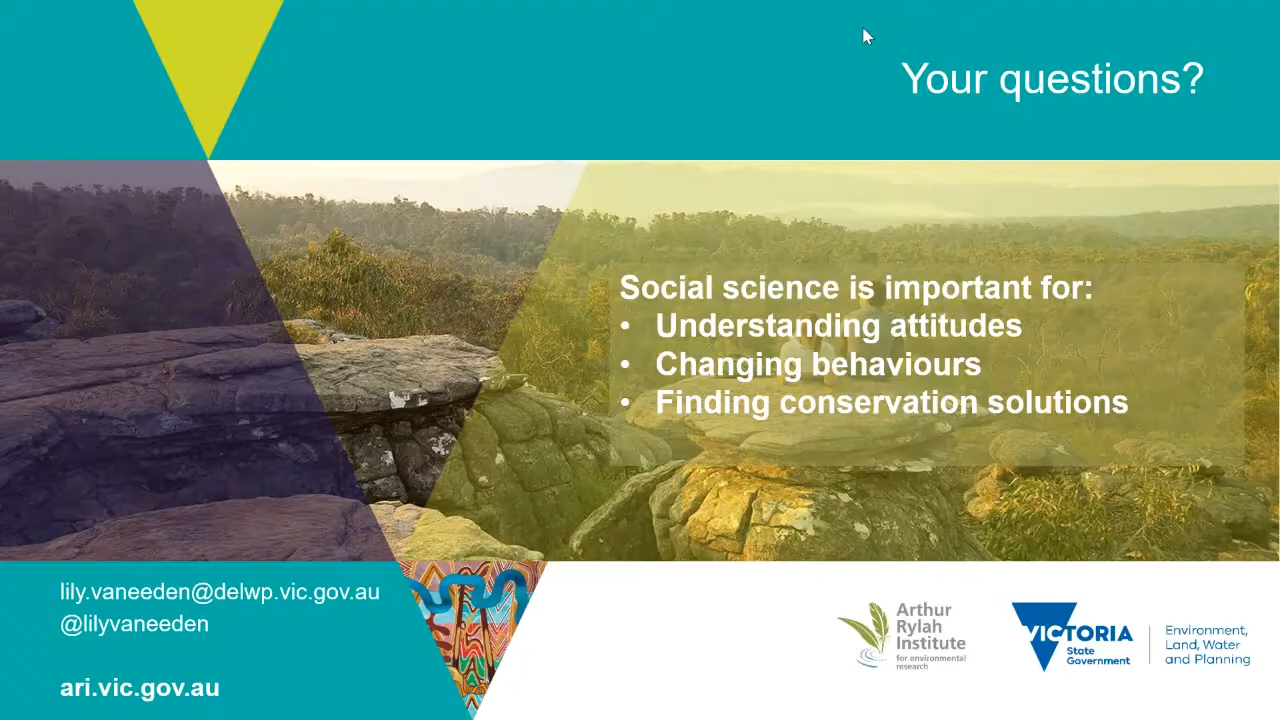 Your questions?
Social science is important for:
• Understanding attitudes
• Changing behaviours
• Finding conservation solutions
lily.vaneeden@delwp.vic.gov.au
@lilyvaneeden
ari.vic.gov.au
Arthur
Rylah
Institute
for environmental
research
VICTORIA
State
Government
Environment,
Land, Water
and Planning